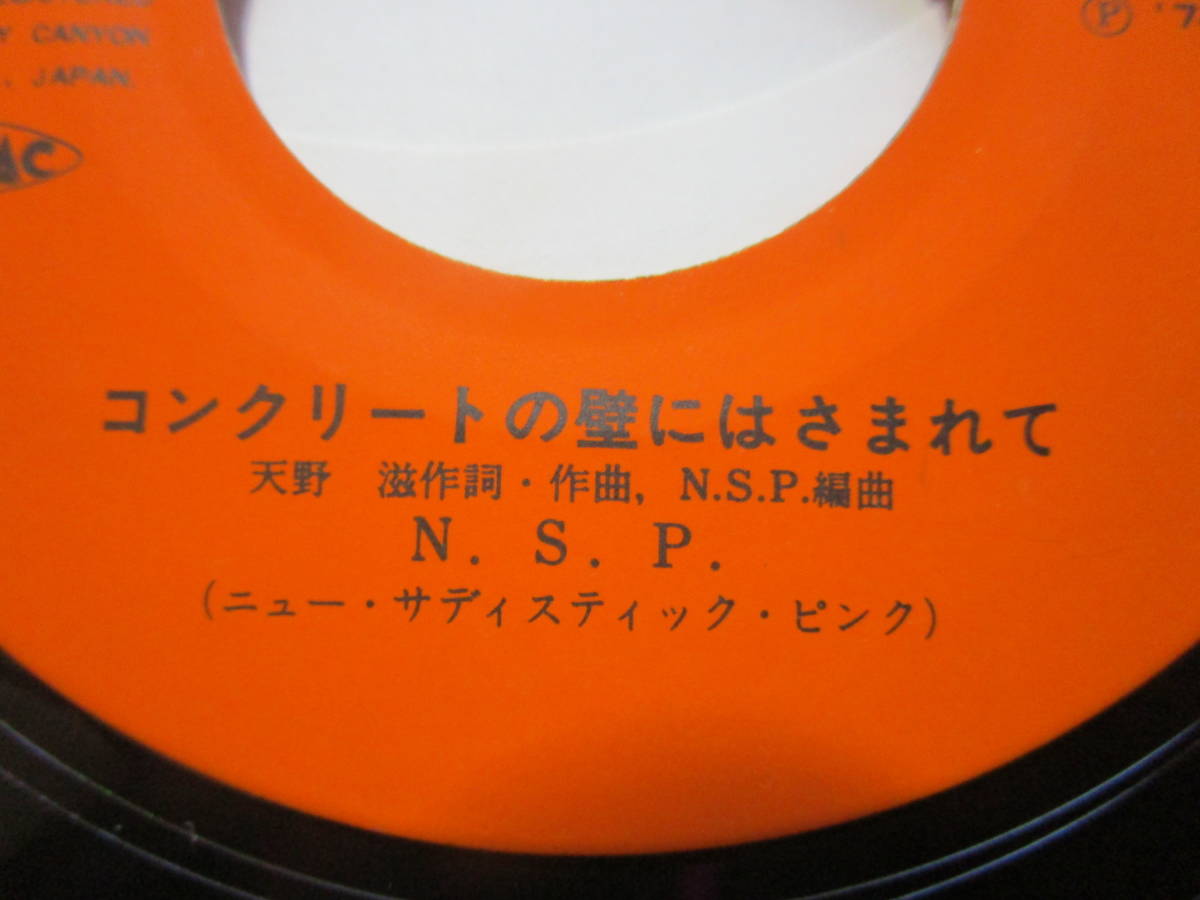 CANYON
℗ '7
, JAPAN.
コンクリートの壁にはさまれて
天野 滋作詞・作曲, N.S.P.編曲
N. S. P.
(ニュー・サディスティック・ピンク)